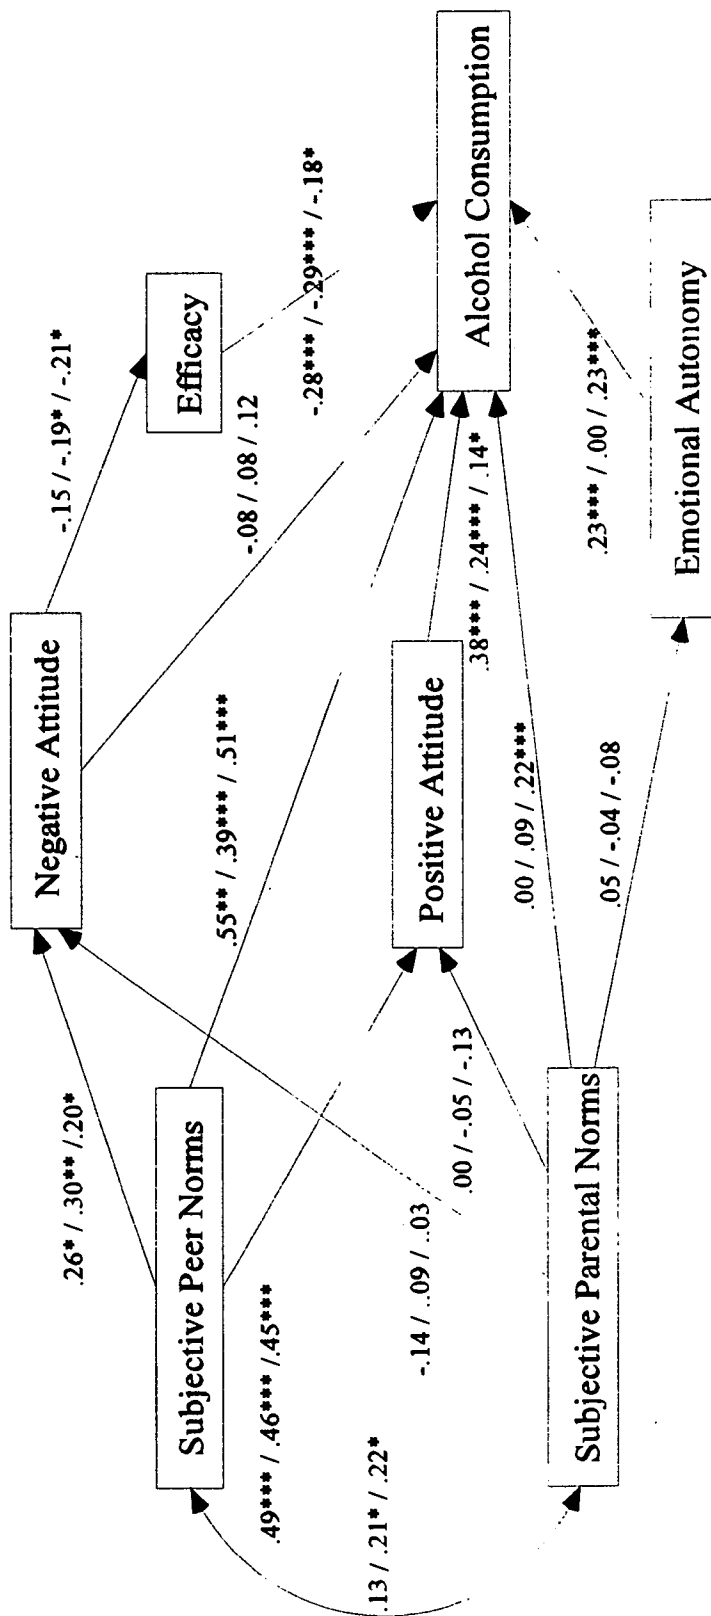 Negative Attitude
-.15 / -.19* / -.21*
.26* / .30** / .20*
Efficacy
Subjective Peer Norms
-.08 / .08 / .12
-.28*** / -.29*** / -.18*
.55** / .39*** / .51***
.49*** / .46*** / .45***
Positive Attitude
Alcohol Consumption
.38*** / .24*** / .14*
.13 / .21* / .22*
-.14 / .09 / .03
.00 / -.05 / -.13
.00 / .09 / .22***
Subjective Parental Norms
.05 / -.04 / -.08
.23*** / .00 / .23***
Emotional Autonomy